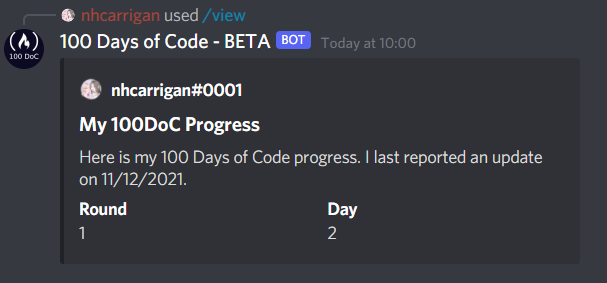 nhcarrigan used /view
100 Days of Code - BETA BOT Today at 10:00
100 DoC
nhcarrigan#0001
My 100DoC Progress
Here is my 100 Days of Code progress. I last reported an update
on 11/12/2021.
Round Day
1 2